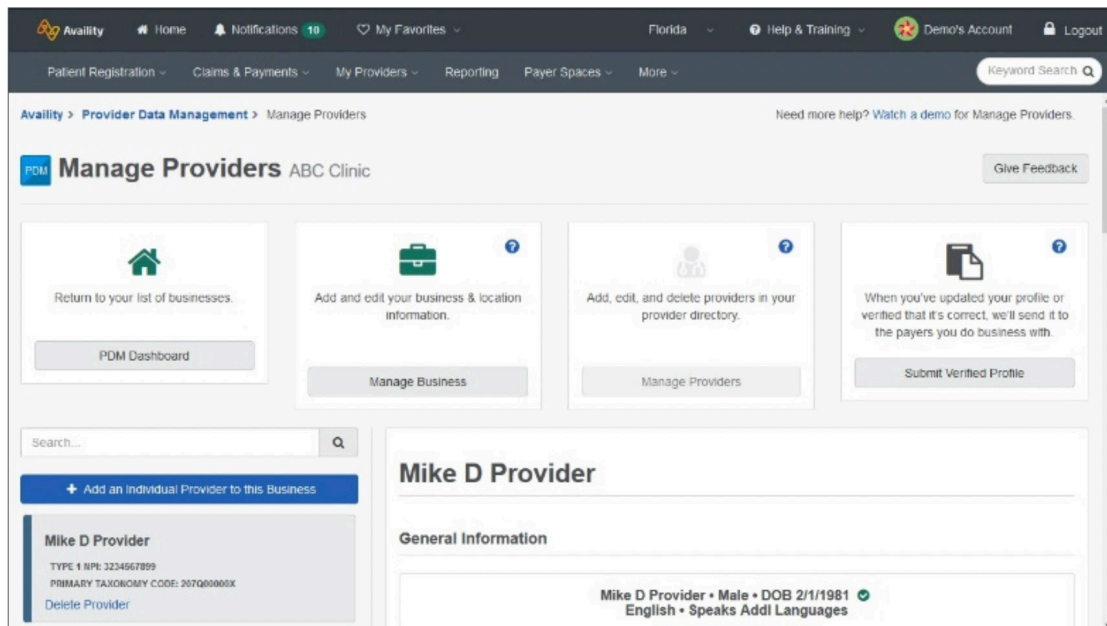 Availity
Home
Notifications 10
My Favorites
Florida
Help & Training
Demo's Account
Logout
Patient Registration
Claims & Payments
My Providers
Reporting
Payer Spaces
More
Keyword Search
Availity > Provider Data Management > Manage Providers
Need more help? Watch a demo for Manage Providers.
PDM
Manage Providers ABC Clinic
Give Feedback
Return to your list of businesses.
PDM Dashboard
Add and edit your business & location
information.
Manage Business
Add, edit, and delete providers in your
provider directory.
Manage Providers
When you've updated your profile or
verified that it's correct, we'll send it to
the payers you do business with.
Submit Verified Profile
Search...
+ Add an Individual Provider to this Business
Mike D Provider
TYPE 1 NPI: 3234567899
PRIMARY TAXONOMY CODE: 207Q00000X
Delete Provider
Mike D Provider
General Information
Mike D Provider • Male • DOB 2/1/1981
English • Speaks Addl Languages